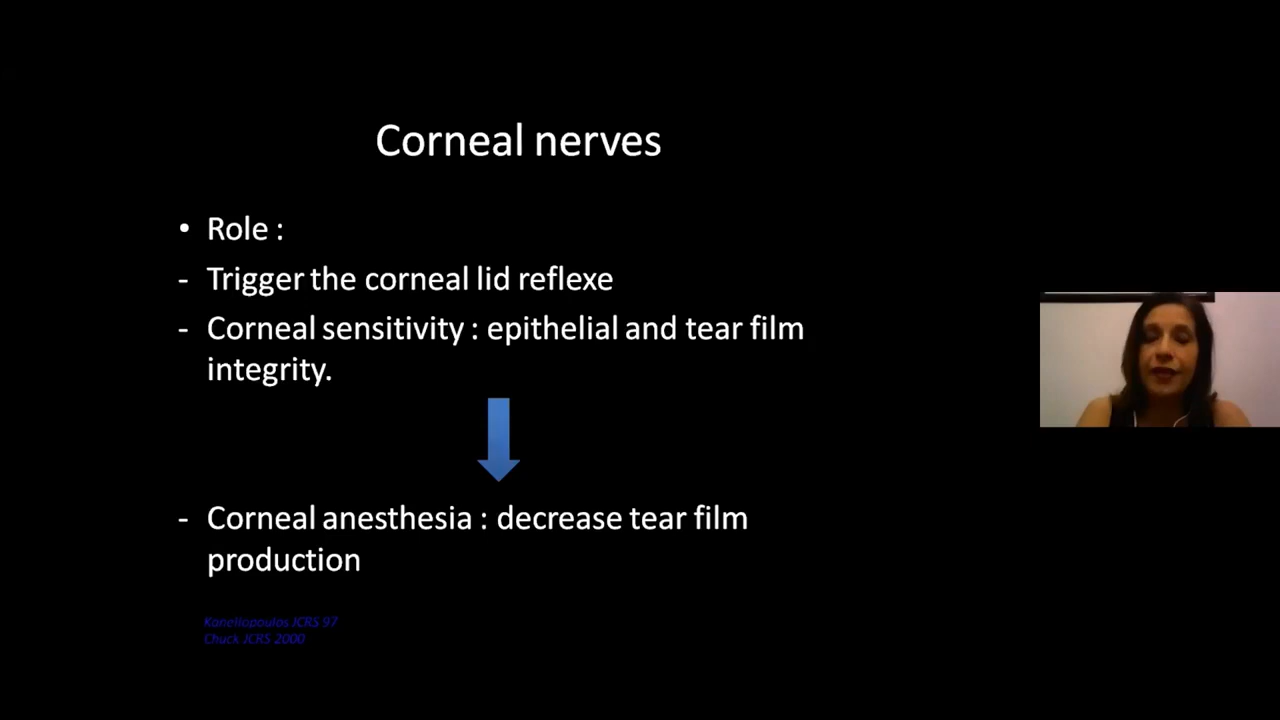 Corneal nerves
• Role :
- Trigger the corneal lid reflexe
- Corneal sensitivity : epithelial and tear film
integrity.
- Corneal anesthesia : decrease tear film
production
Kanellopoulos JCRS 97
Chuck JCRS 2000